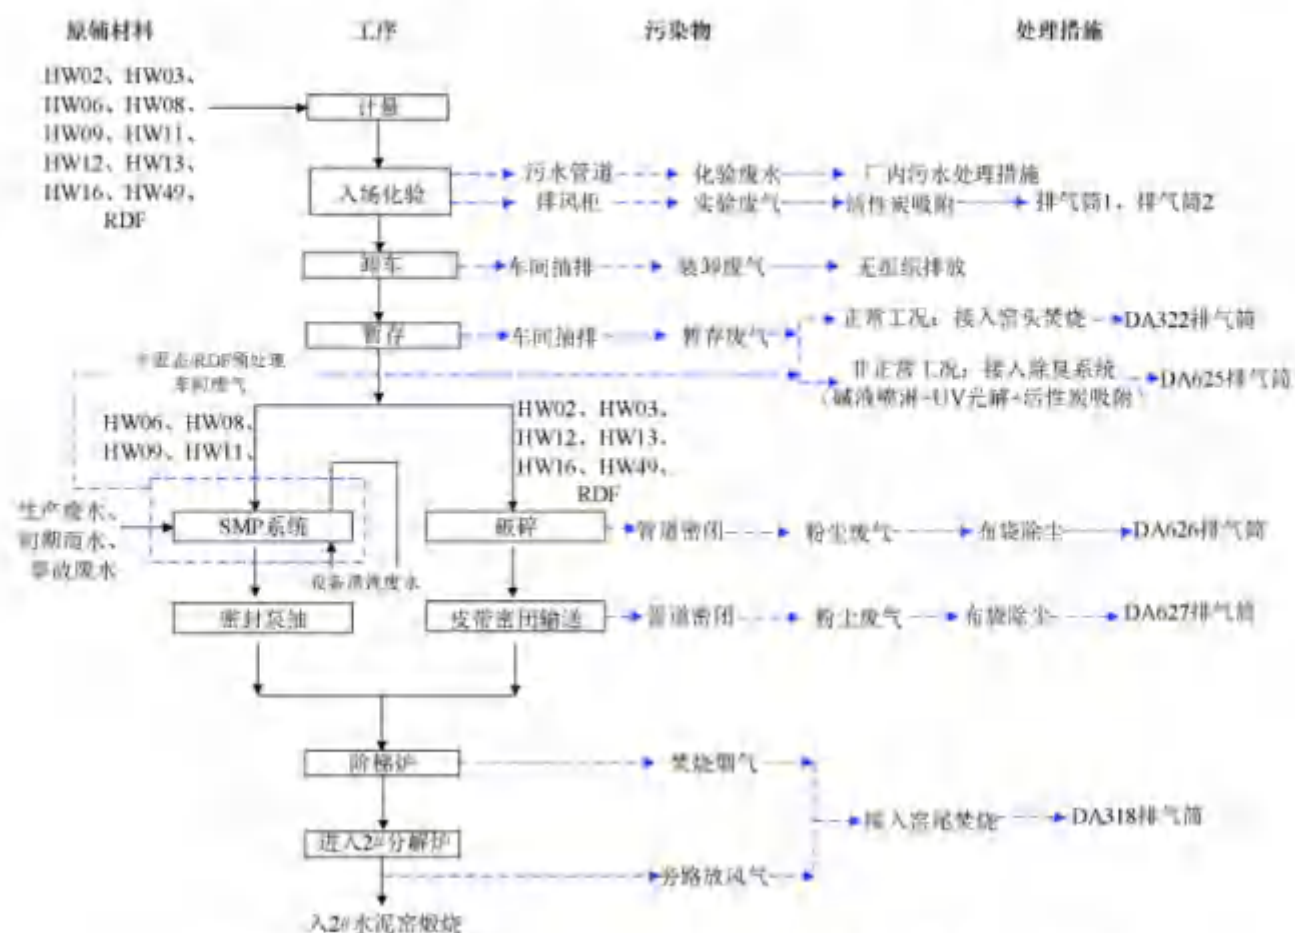 原辅材料 工序 污染物 处理措施
HW02、HW03、
HW06、HW08、
HW09、HW11、
HW12、HW13、
HW16、HW49、
RDF
计量
入场化验 污水管道 化验废水 厂内污水处理措施
排风柜 实验废气 活性炭吸附 排气筒1、排气筒2
卸车 车间抽排 装卸废气 无组织排放
暂存 车间抽排 暂存废气 正常工况:接入窑头焚烧 DA322排气筒
非正常工况:接入除臭系统
(碱液喷淋+UV光解+活性炭吸附) DA625排气筒
半固态/RDF预处理
车间废气
HW06、HW08、
HW09、HW11、
HW02、HW03、
HW12、HW13、
HW16、HW49、
RDF
生产废水、
初期雨水、
事故废水
SMP系统 破碎 管道密闭 粉尘废气 布袋除尘 DA626排气筒
设备清洗废水
密封泵油 皮带密闭输送 管道密闭 粉尘废气 布袋除尘 DA627排气筒
阶梯炉 焚烧烟气
接入窑尾焚烧 DA318排气筒
进入2#分解炉
旁路放风气
入2#水泥窑煅烧